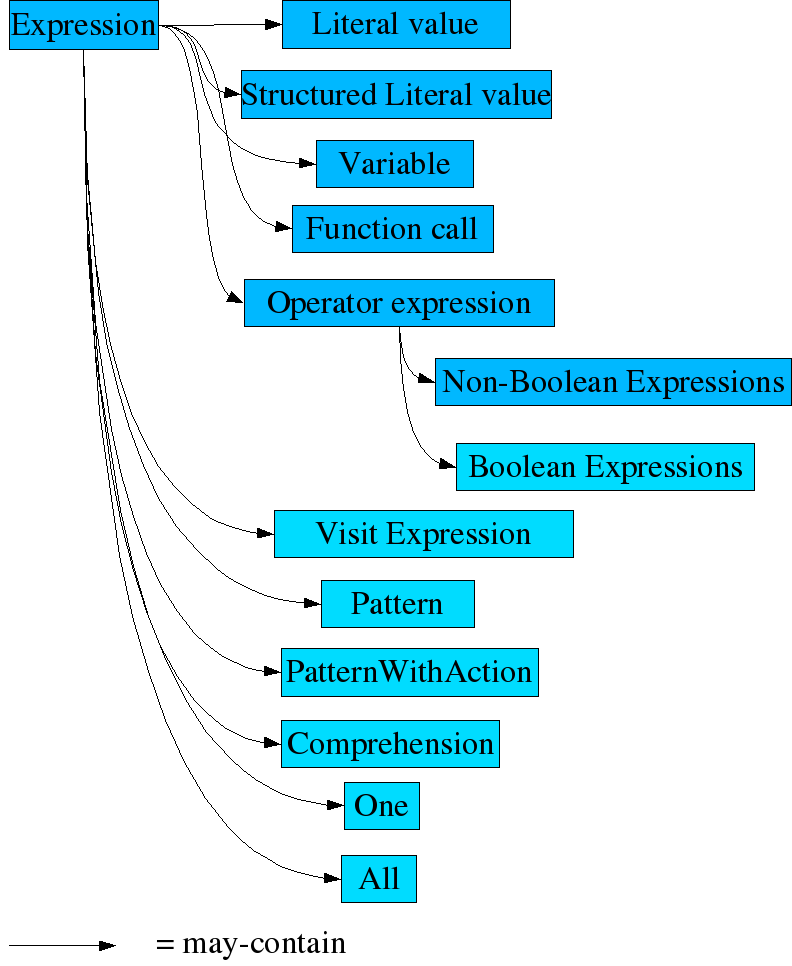 Expression
Literal value
Structured Literal value
Variable
Function call
Operator expression
Non-Boolean Expressions
Boolean Expressions
Visit Expression
Pattern
PatternWithAction
Comprehension
One
All
= may-contain